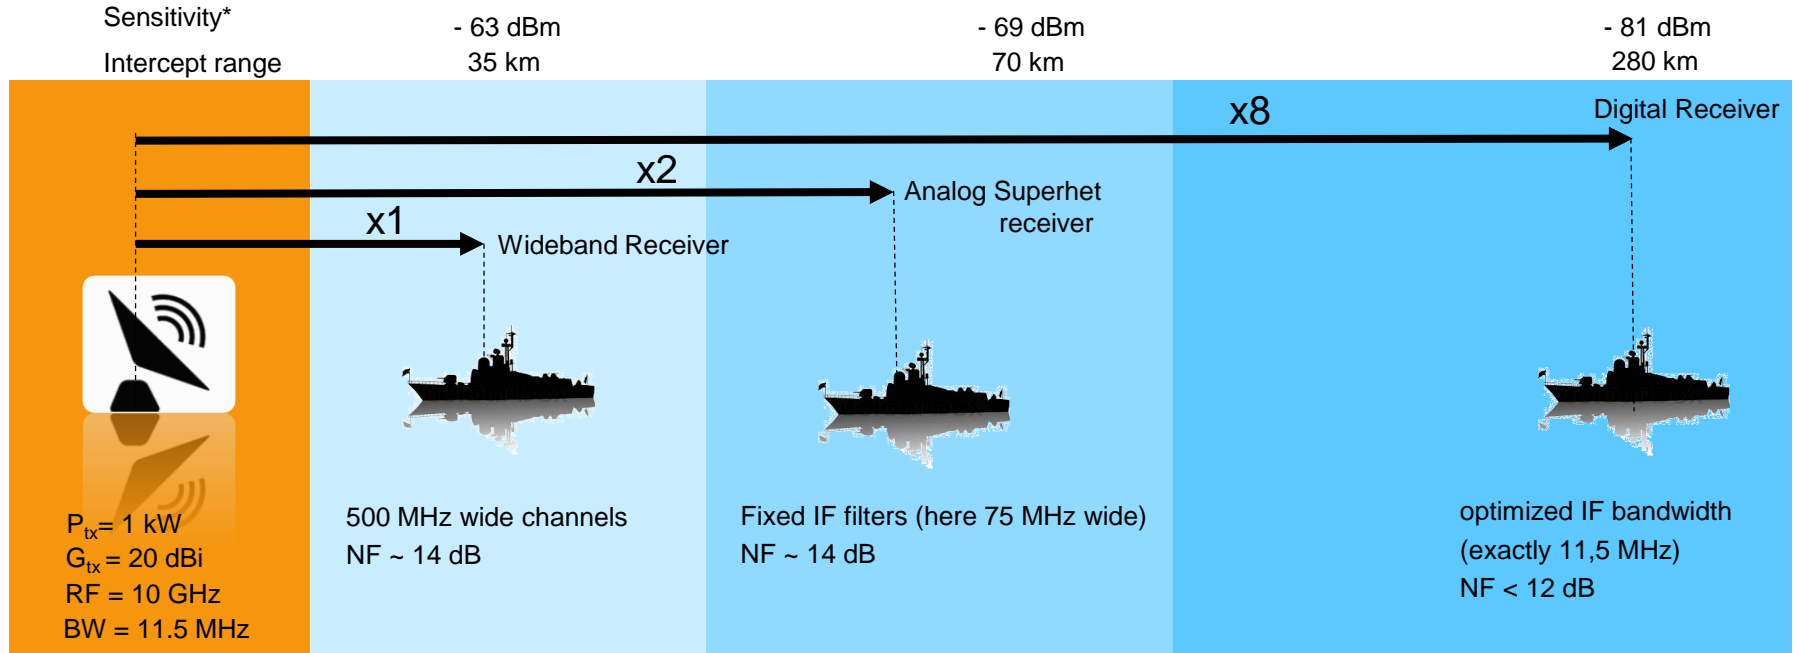 Sensitivity*
- 63 dBm
- 69 dBm
- 81 dBm
Intercept range
35 km
70 km
280 km
x8
Digital Receiver
x2
Analog Superhet
receiver
x1
Wideband Receiver
Ptx= 1 kW
Gtx = 20 dBi
RF = 10 GHz
BW = 11.5 MHz
500 MHz wide channels
NF ~ 14 dB
Fixed IF filters (here 75 MHz wide)
NF ~ 14 dB
optimized IF bandwidth
(exactly 11,5 MHz)
NF < 12 dB